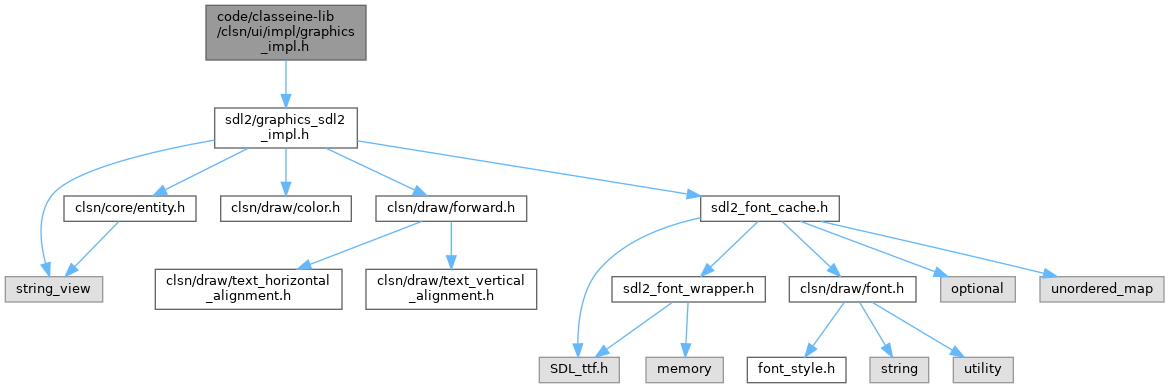 code/classeine-lib
/clsn/ui/impl/graphics
_impl.h
sdl2/graphics_sdl2
_impl.h
clsn/core/entity.h
clsn/draw/color.h
clsn/draw/forward.h
sdl2_font_cache.h
string_view
clsn/draw/text_horizontal
_alignment.h
clsn/draw/text_vertical
_alignment.h
sdl2_font_wrapper.h
clsn/draw/font.h
optional
unordered_map
SDL_ttf.h
memory
font_style.h
string
utility